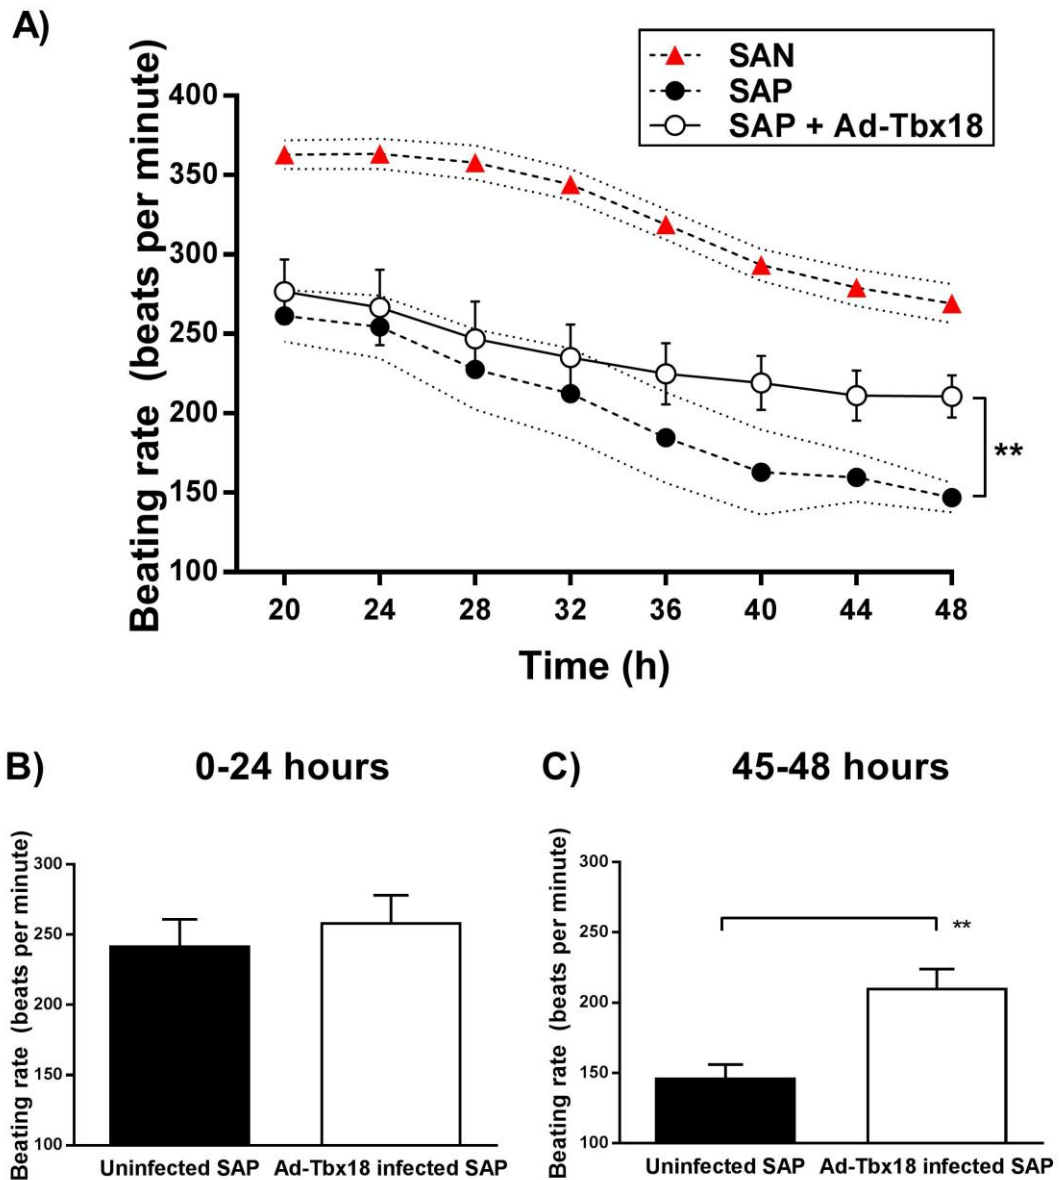 A)
SAN
SAP
SAP + Ad-Tbx18
Beating rate (beats per minute)
400
350
300
250
200
150
100
**
20 24 28 32 36 40 44 48
Time (h)
B) 0-24 hours
Beating rate (beats per minute)
300
250
200
150
100
Uninfected SAP Ad-Tbx18 infected SAP
C) 45-48 hours
Beating rate (beats per minute)
300
250
200
150
100
**
Uninfected SAP Ad-Tbx18 infected SAP